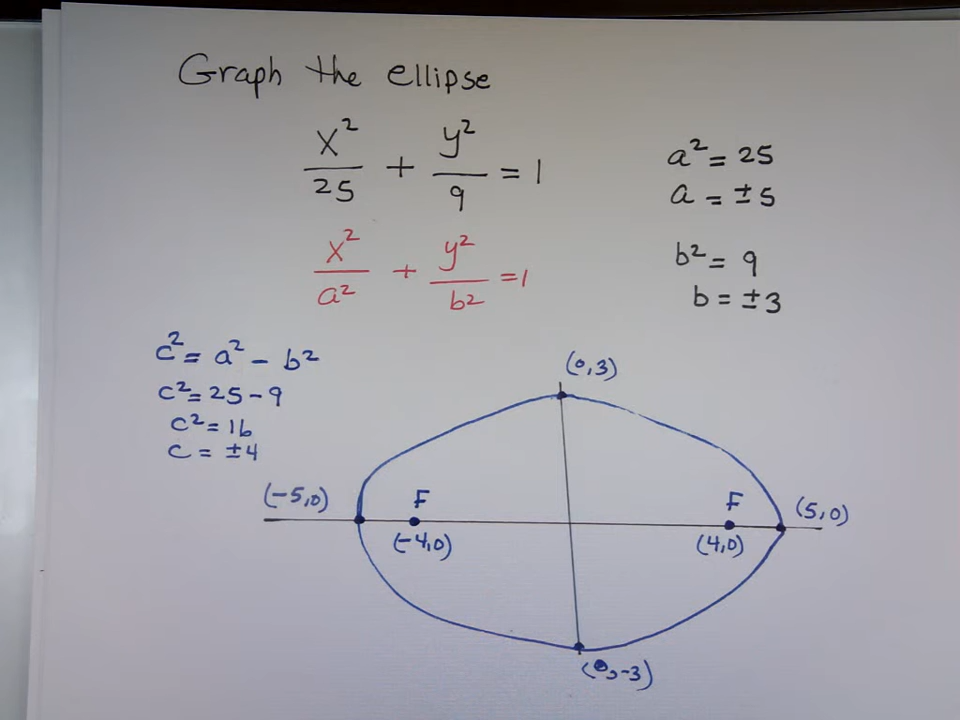 Graph the ellipse
x²/25 + y²/9 = 1
x²/a² + y²/b² = 1
a² = 25
a = ±5
b² = 9
b = ±3
c² = a² - b²
c² = 25 - 9
c² = 16
c = ±4
(0,3)
(-5,0)
F
F
(5,0)
(-4,0)
(4,0)
(0,-3)